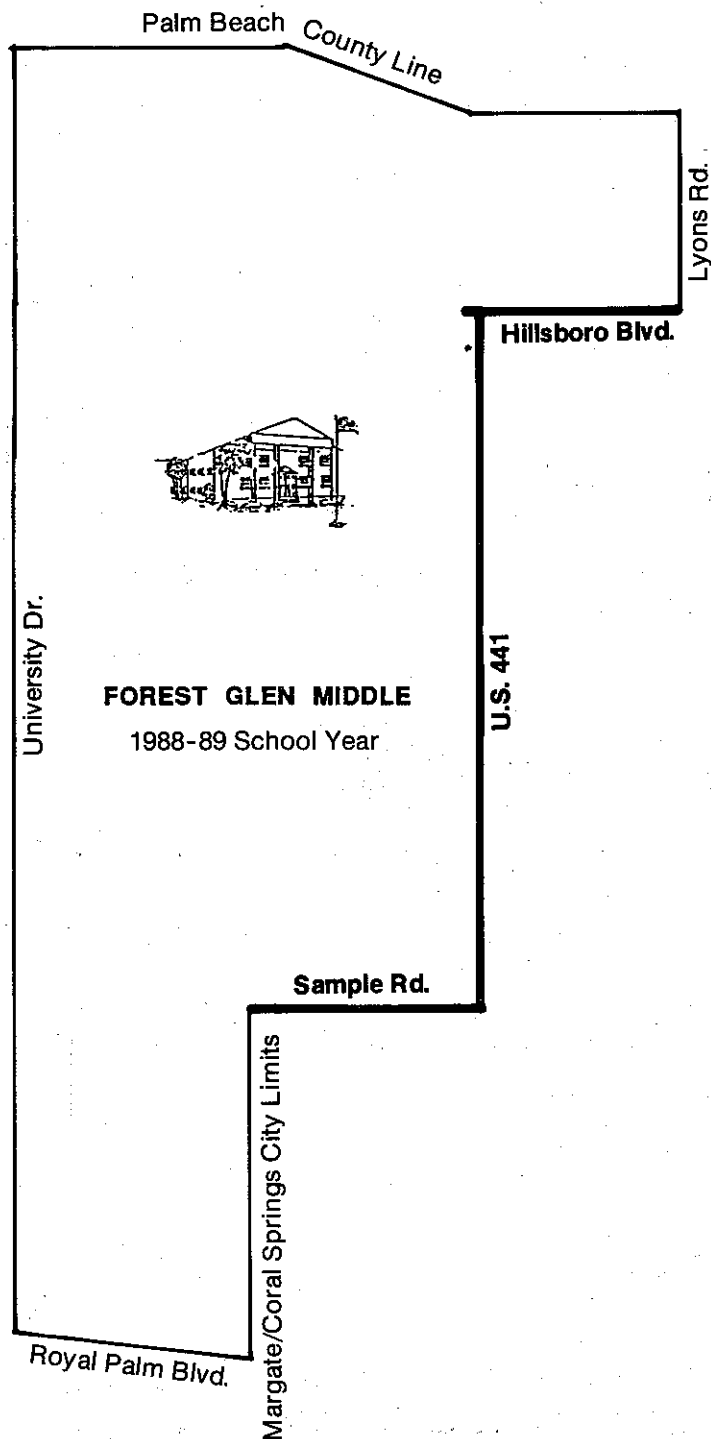 Palm Beach County Line
Lyons Rd.
Hillsboro Blvd.
University Dr.
U.S. 441
FOREST GLEN MIDDLE
1988-89 School Year
Sample Rd.
Margate/Coral Springs City Limits
Royal Palm Blvd.